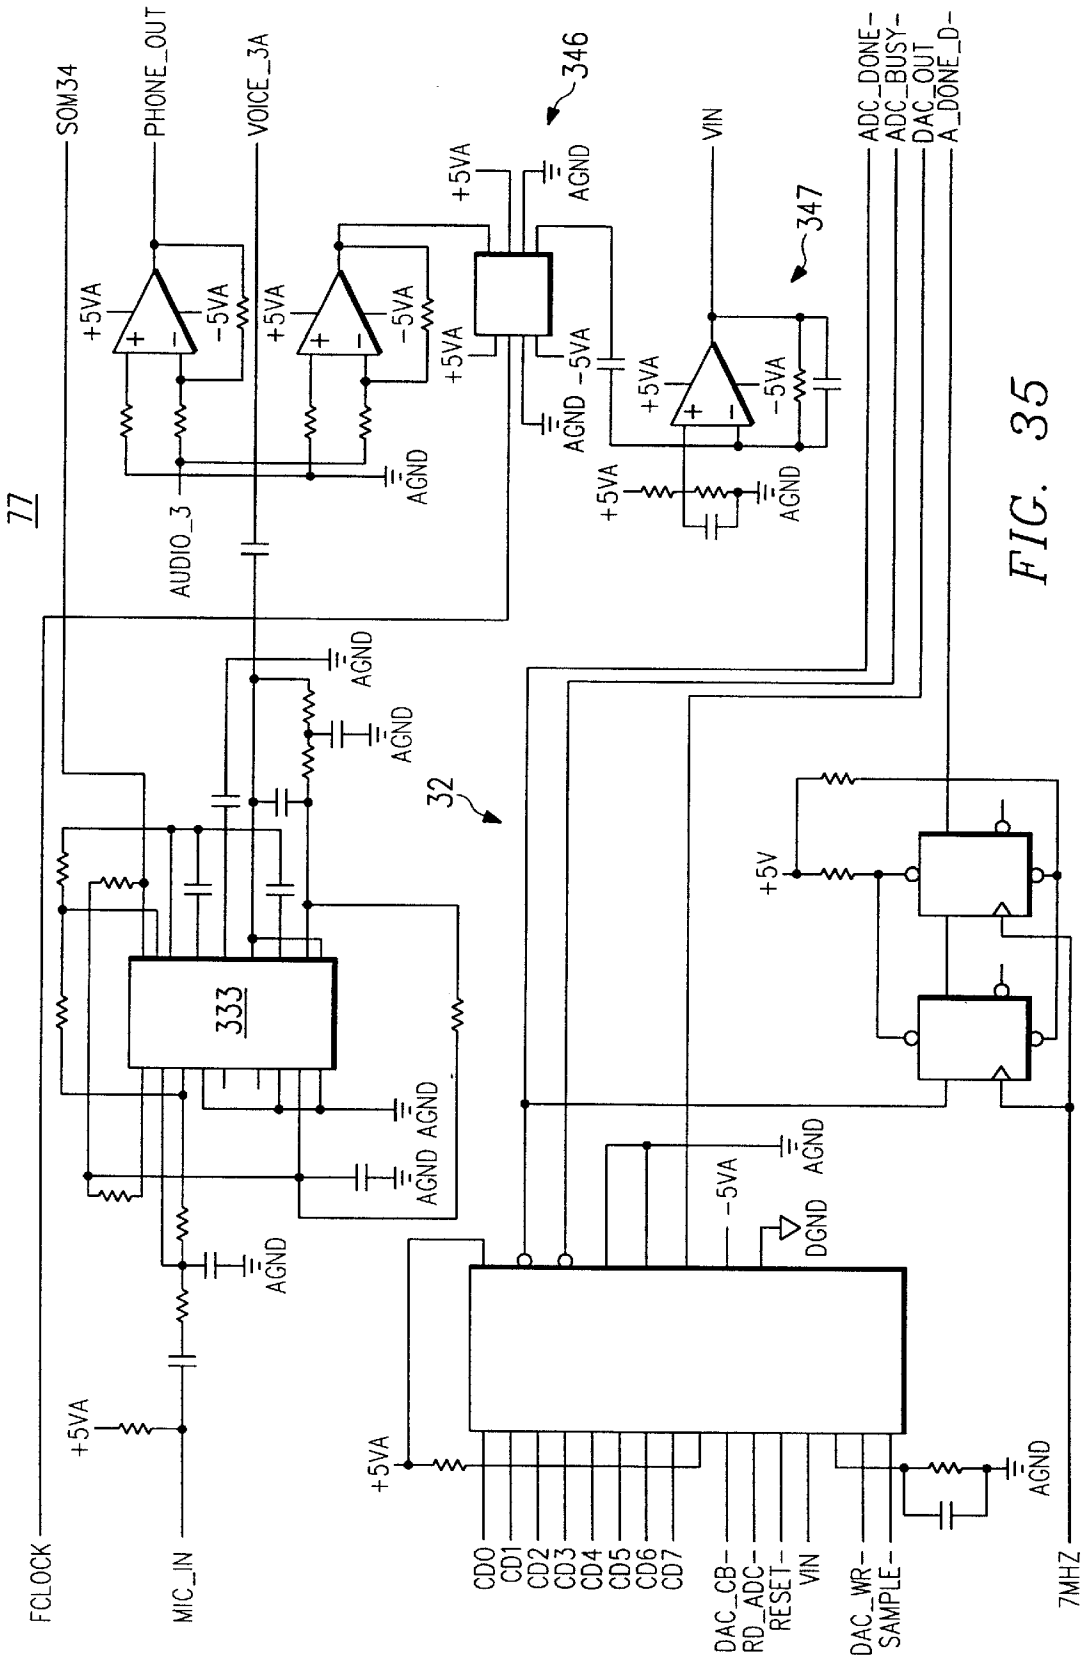 77
FCLOCK
SOM34
MIC_IN
+5VA
AGND
333
AGND
AGND
AGND
AGND
PHONE_OUT
+5VA
+
-
-5VA
AUDIO_3
VOICE_3A
+5VA
+
-
-5VA
AGND
346
+5VA
+5VA
AGND
AGND
-5VA
347
VIN
+5VA
+
-
-5VA
+5VA
AGND
32
+5VA
CD0
CD1
CD2
CD3
CD4
CD5
CD6
CD7
DAC_CB-
RD_ADC-
RESET-
VIN
DAC_WR-
SAMPLE-
AGND
AGND
-5VA
DGND
ADC_DONE-
ADC_BUSY-
DAC_OUT
A_DONE_D-
+5V
7MHZ
FIG. 35